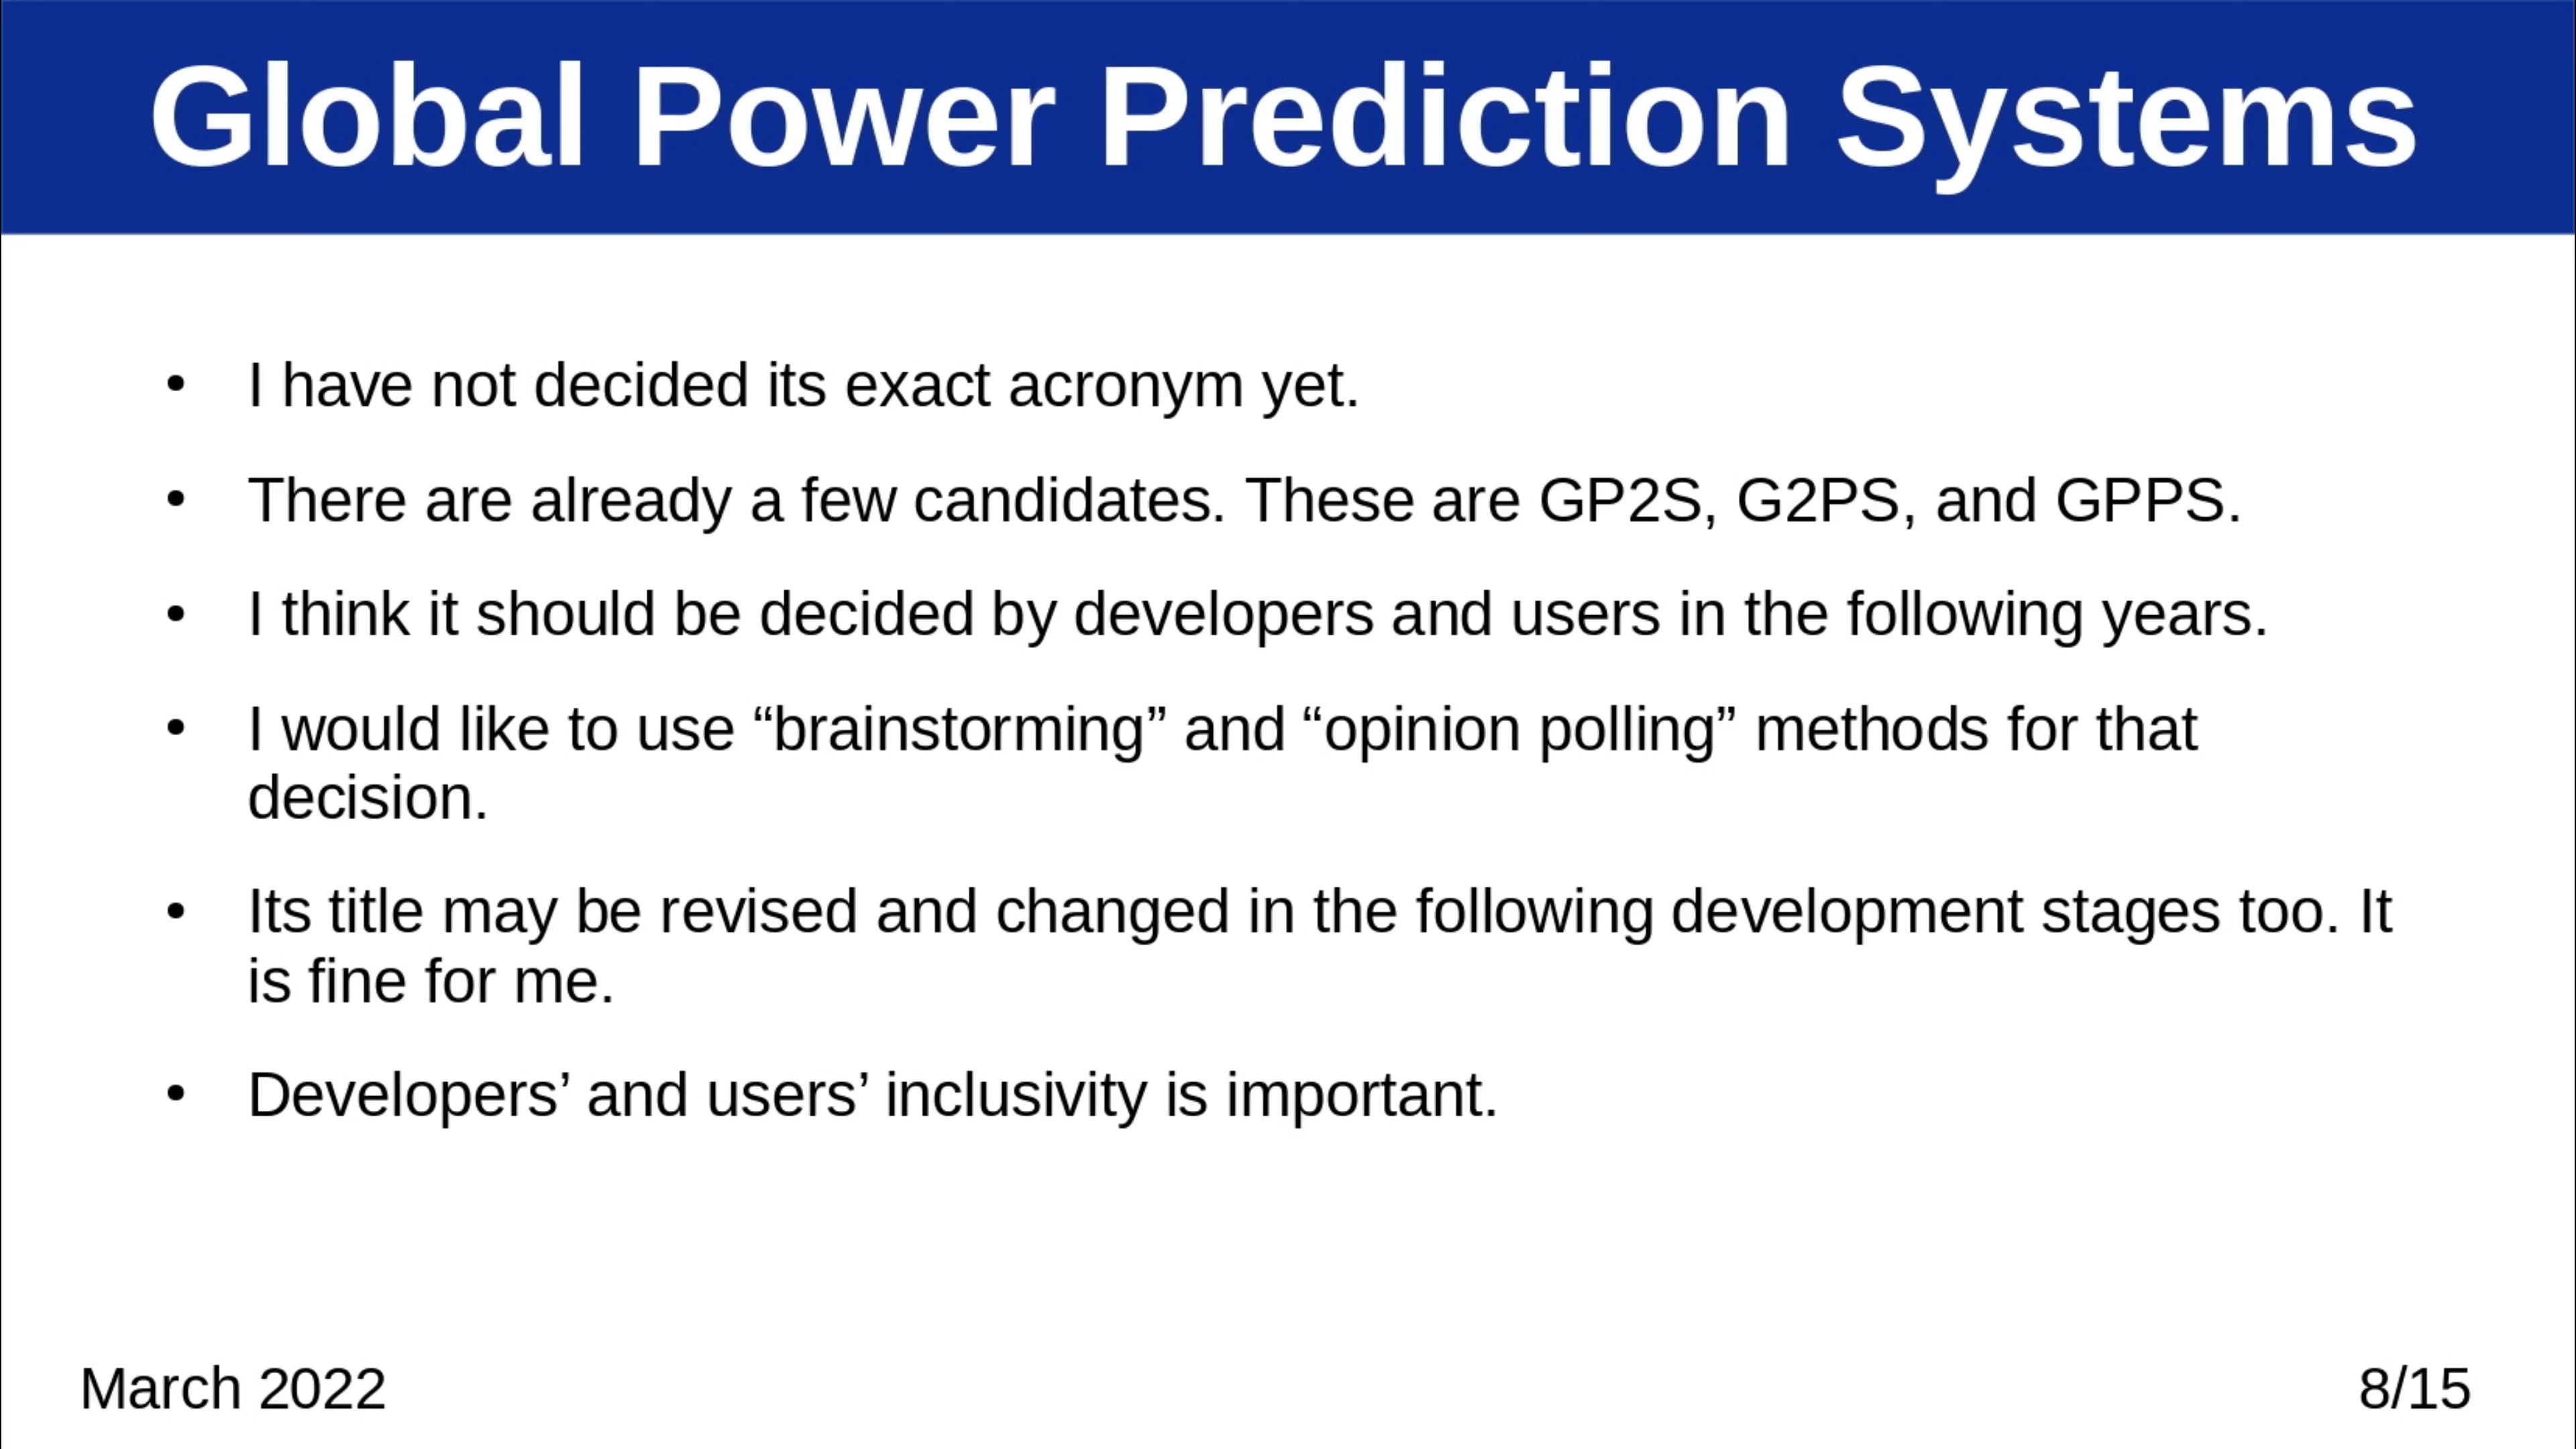 Global Power Prediction Systems
• I have not decided its exact acronym yet.
• There are already a few candidates. These are GP2S, G2PS, and GPPS.
• I think it should be decided by developers and users in the following years.
• I would like to use “brainstorming” and “opinion polling” methods for that
decision.
• Its title may be revised and changed in the following development stages too. It
is fine for me.
• Developers’ and users’ inclusivity is important.
March 2022
8/15